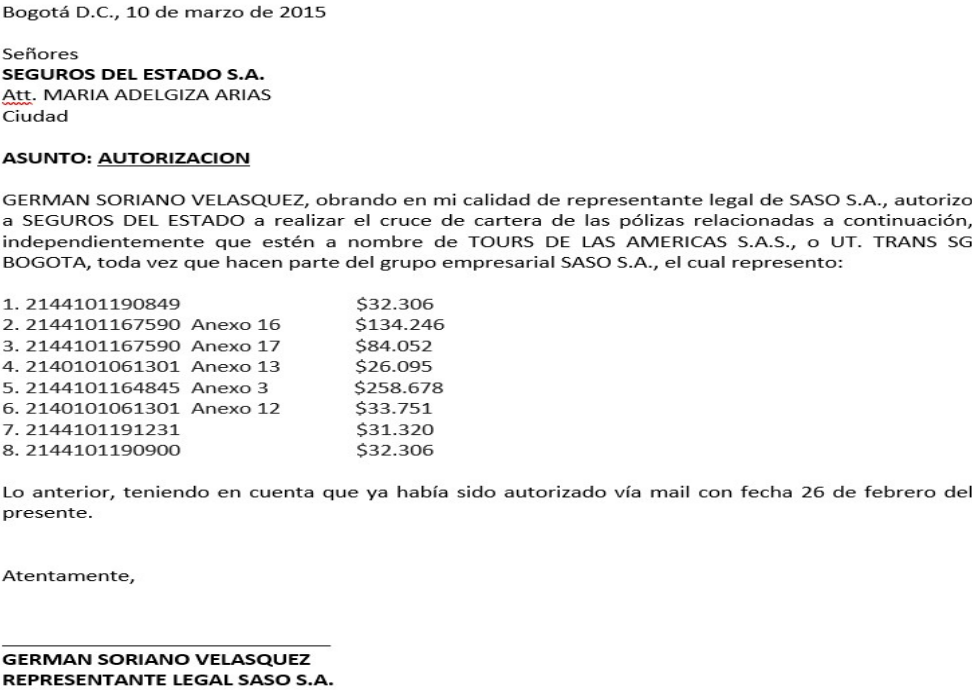 Bogotá D.C., 10 de marzo de 2015
Señores
SEGUROS DEL ESTADO S.A.
Att. MARIA ADELGIZA ARIAS
Ciudad
ASUNTO: AUTORIZACION
GERMAN SORIANO VELASQUEZ, obrando en mi calidad de representante legal de SASO S.A., autorizo
a SEGUROS DEL ESTADO a realizar el cruce de cartera de las pólizas relacionadas a continuación,
independientemente que estén a nombre de TOURS DE LAS AMERICAS S.A.S., o UT. TRANS SG
BOGOTA, toda vez que hacen parte del grupo empresarial SASO S.A., el cual represento:
1. 2144101190849 $32.306
2. 2144101167590 Anexo 16 $134.246
3. 2144101167590 Anexo 17 $84.052
4. 2140101061301 Anexo 13 $26.095
5. 2144101164845 Anexo 3 $258.678
6. 2140101061301 Anexo 12 $33.751
7. 2144101191231 $31.320
8. 2144101190900 $32.306
Lo anterior, teniendo en cuenta que ya había sido autorizado vía mail con fecha 26 de febrero del
presente.
Atentamente,
GERMAN SORIANO VELASQUEZ
REPRESENTANTE LEGAL SASO S.A.